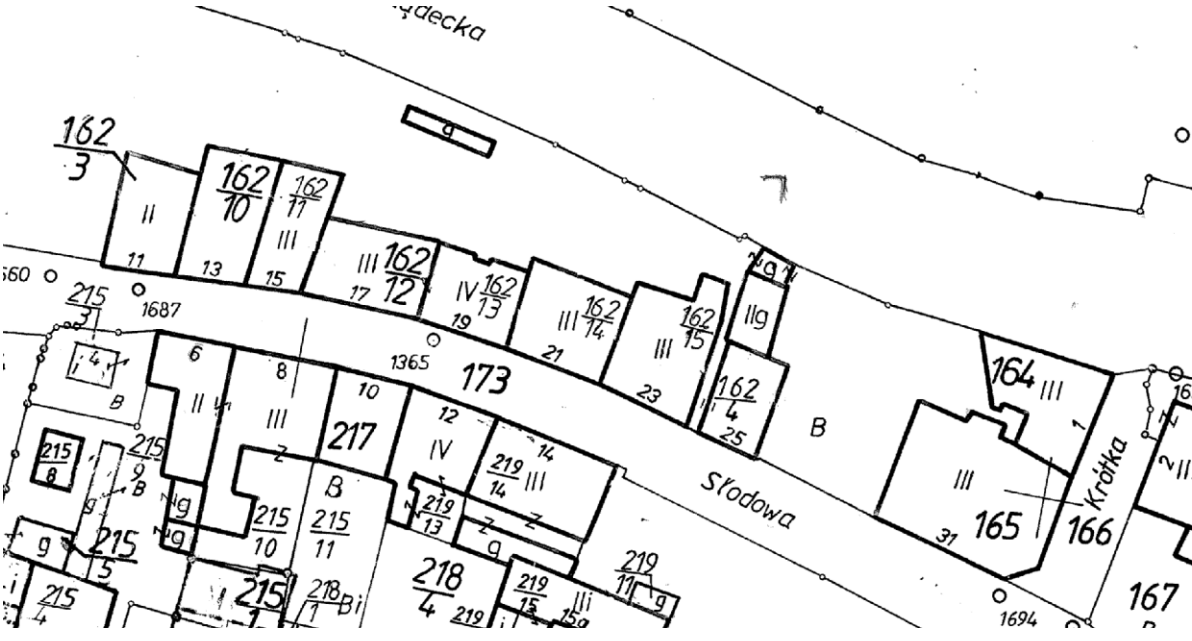 162
3
162
10
162
11
II
III
11
13
15
g
III
17
162
12
IV
162
13
19
III
162
14
21
III
162
15
23
g
IIg
162
4
25
B
164
III
1
III
31
165
166
Krótka
2
167
1694
Słodowa
173
1365
1687
215
3
4
B
6
II
8
III
Z
10
217
12
IV
14
219
14
III
Z
Z
g
219
13
B
215
8
215
9
B
g
g
215
5
215
4
g
g
215
10
215
11
218
1
Bi
215
218
4
219
219
15
III
15g
219
11
g